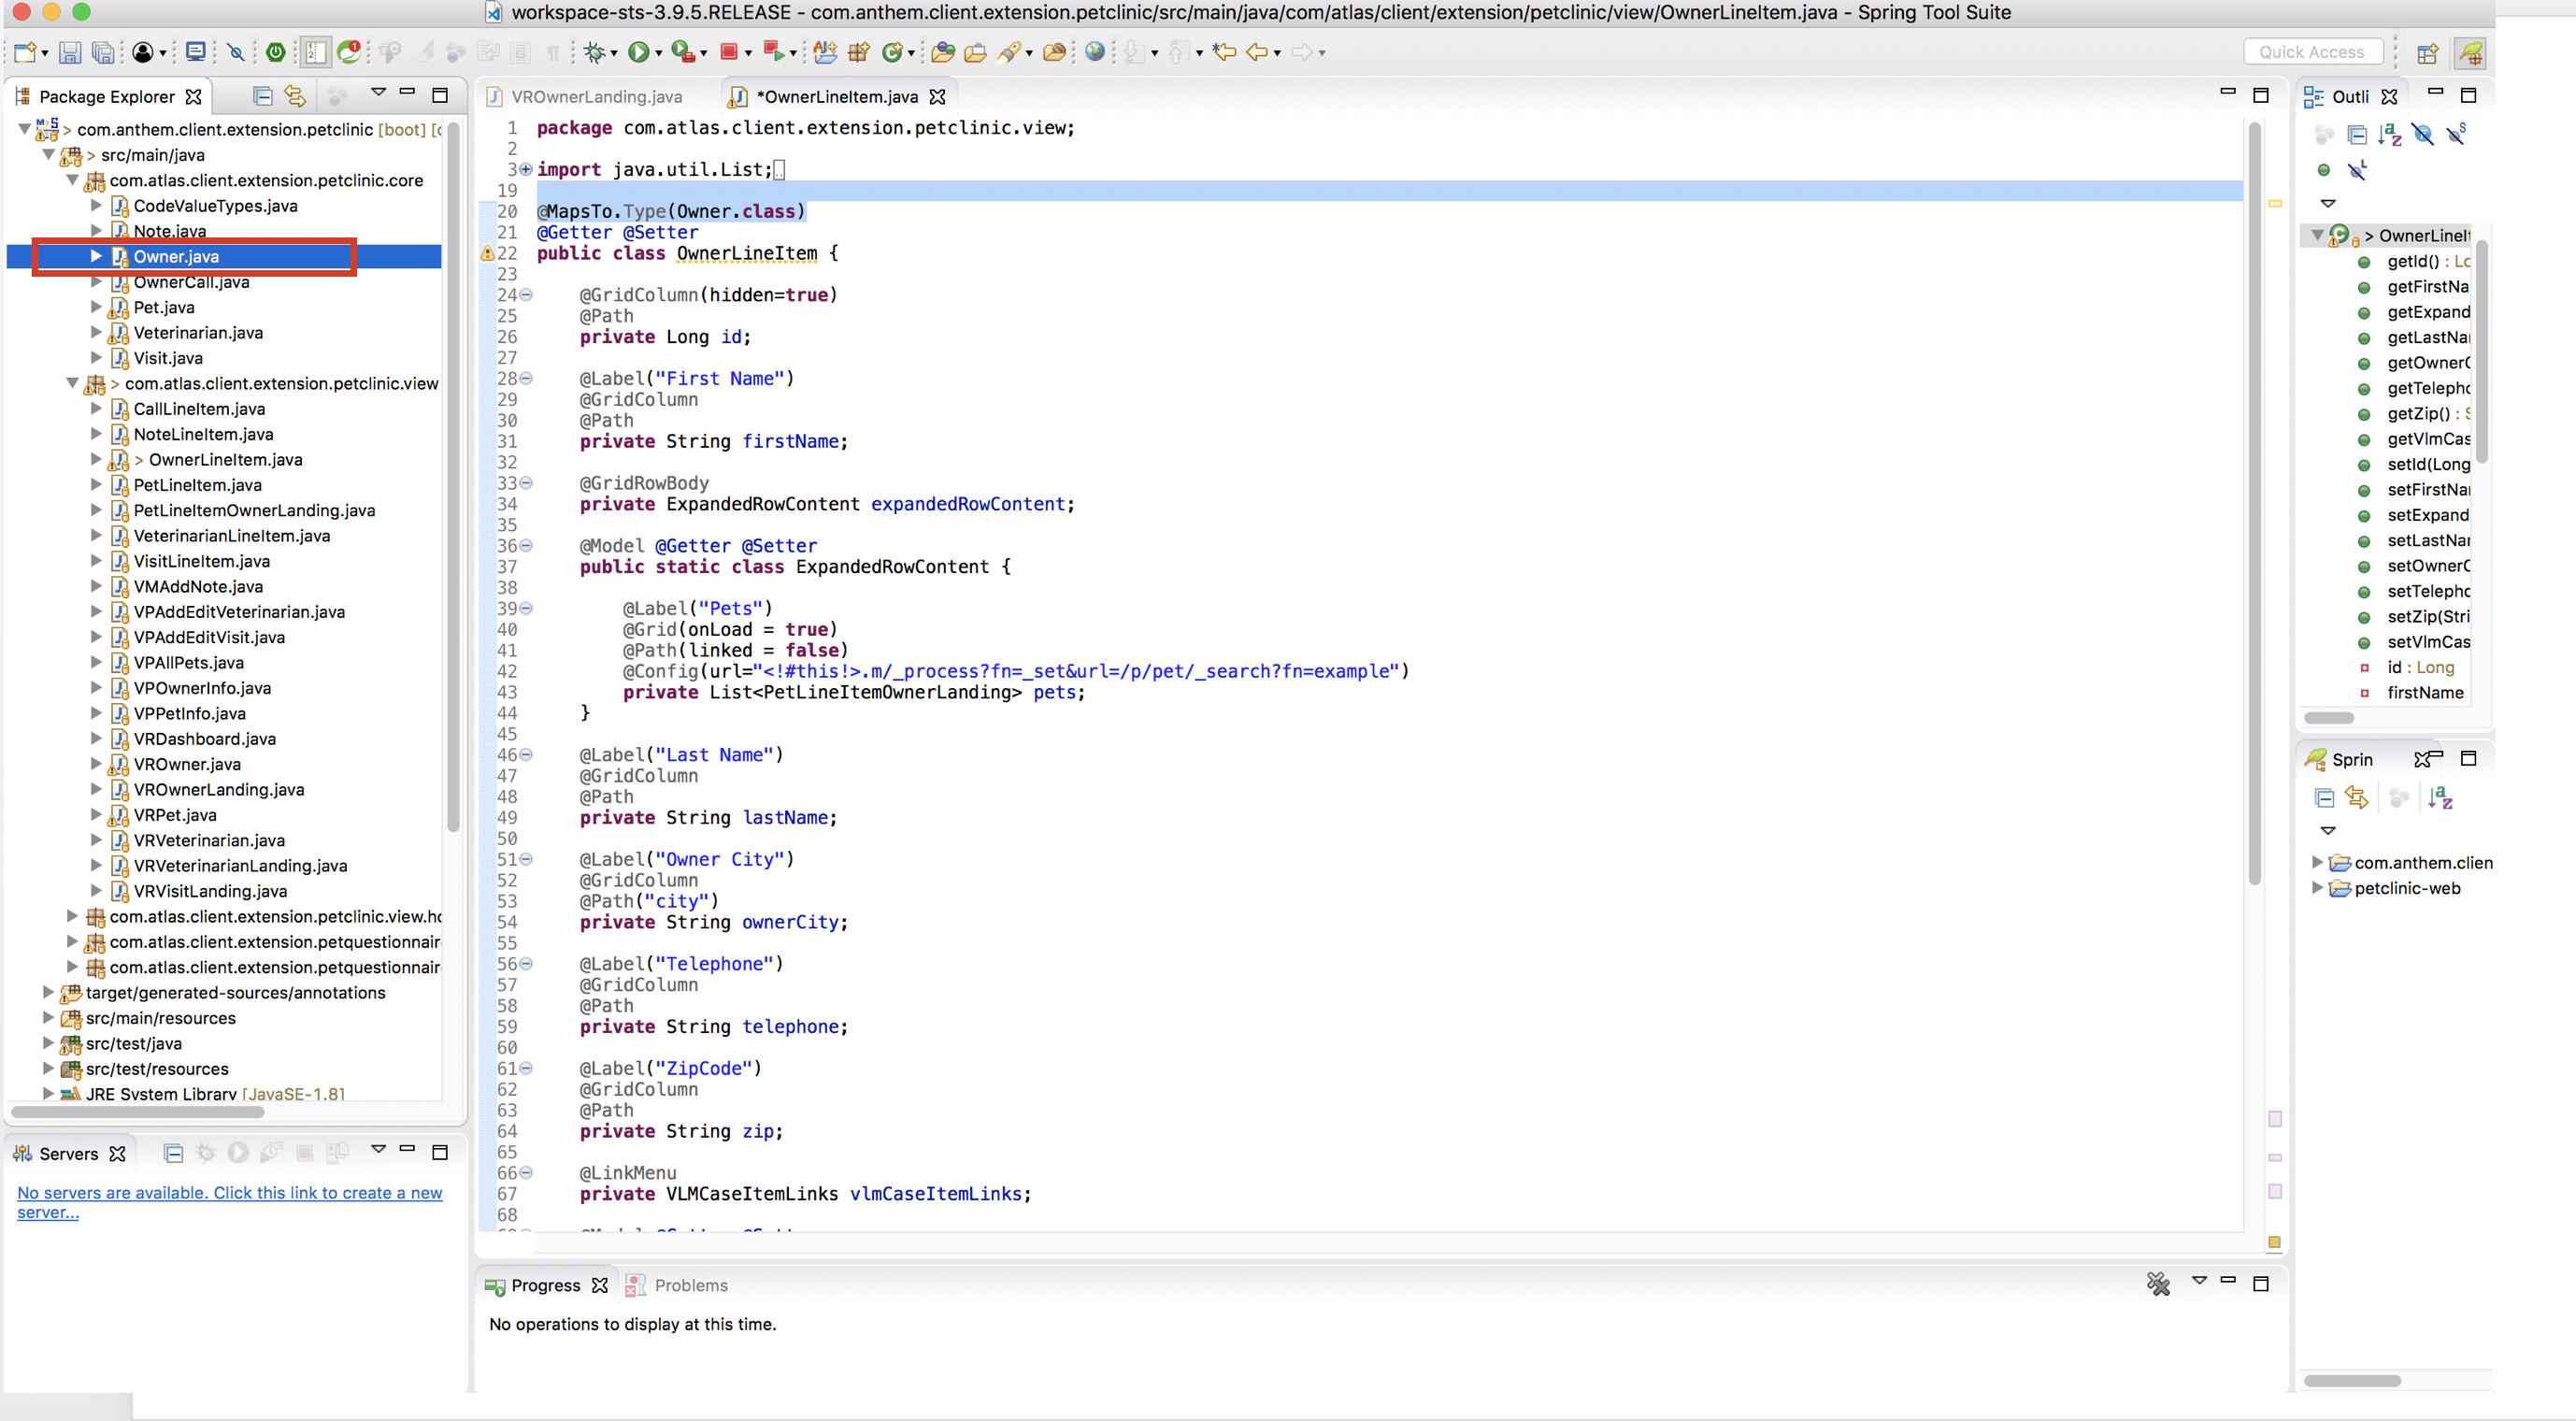 workspace-sts-3.9.5.RELEASE - com.anthem.client.extension.petclinic/src/main/java/com/atlas/client/extension/petclinic/view/OwnerLineItem.java - Spring Tool Suite
Quick Access
Package Explorer
> com.anthem.client.extension.petclinic [boot]
> src/main/java
com.atlas.client.extension.petclinic.core
CodeValueTypes.java
Note.java
Owner.java
OwnerCall.java
Pet.java
Veterinarian.java
Visit.java
> com.atlas.client.extension.petclinic.view
CallLineItem.java
NoteLineItem.java
> OwnerLineItem.java
PetLineItem.java
PetLineItemOwnerLanding.java
VeterinarianLineItem.java
VisitLineItem.java
VMAddNote.java
VPAddEditVeterinarian.java
VPAddEditVisit.java
VPAllPets.java
VPOwnerInfo.java
VPPetInfo.java
VRDashboard.java
VROwner.java
VROwnerLanding.java
VRPet.java
VRVeterinarian.java
VRVeterinarianLanding.java
VRVisitLanding.java
com.atlas.client.extension.petclinic.view.hc
com.atlas.client.extension.petquestionnair
com.atlas.client.extension.petquestionnair
target/generated-sources/annotations
src/main/resources
src/test/java
src/test/resources
JRE System Library [JavaSE-1.8]
Servers
No servers are available. Click this link to create a new
server...
VROwnerLanding.java *OwnerLineItem.java
1 package com.atlas.client.extension.petclinic.view;
2
3 import java.util.List;
19
20 @MapsTo.Type(Owner.class)
21 @Getter @Setter
22 public class OwnerLineItem {
23
24 @GridColumn(hidden=true)
25 @Path
26 private Long id;
27
28 @Label("First Name")
29 @GridColumn
30 @Path
31 private String firstName;
32
33 @GridRowBody
34 private ExpandedRowContent expandedRowContent;
35
36 @Model @Getter @Setter
37 public static class ExpandedRowContent {
38
39 @Label("Pets")
40 @Grid(onLoad = true)
41 @Path(linked = false)
42 @Config(url="<!#this!>.m/_process?fn=_set&url=/p/pet/_search?fn=example")
43 private List<PetLineItemOwnerLanding> pets;
44 }
45
46 @Label("Last Name")
47 @GridColumn
48 @Path
49 private String lastName;
50
51 @Label("Owner City")
52 @GridColumn
53 @Path("city")
54 private String ownerCity;
55
56 @Label("Telephone")
57 @GridColumn
58 @Path
59 private String telephone;
60
61 @Label("ZipCode")
62 @GridColumn
63 @Path
64 private String zip;
65
66 @LinkMenu
67 private VLMCaseItemLinks vlmCaseItemLinks;
68
Progress Problems
No operations to display at this time.
Outli
> OwnerLineIt
getId() : Lo
getFirstNa
getExpand
getLastNa
getOwnerC
getTelepho
getZip() : S
getVlmCas
setId(Long
setFirstNa
setExpand
setLastNa
setOwnerC
setTelepho
setZip(Stri
setVlmCas
id : Long
firstName
Sprin
com.anthem.clien
petclinic-web